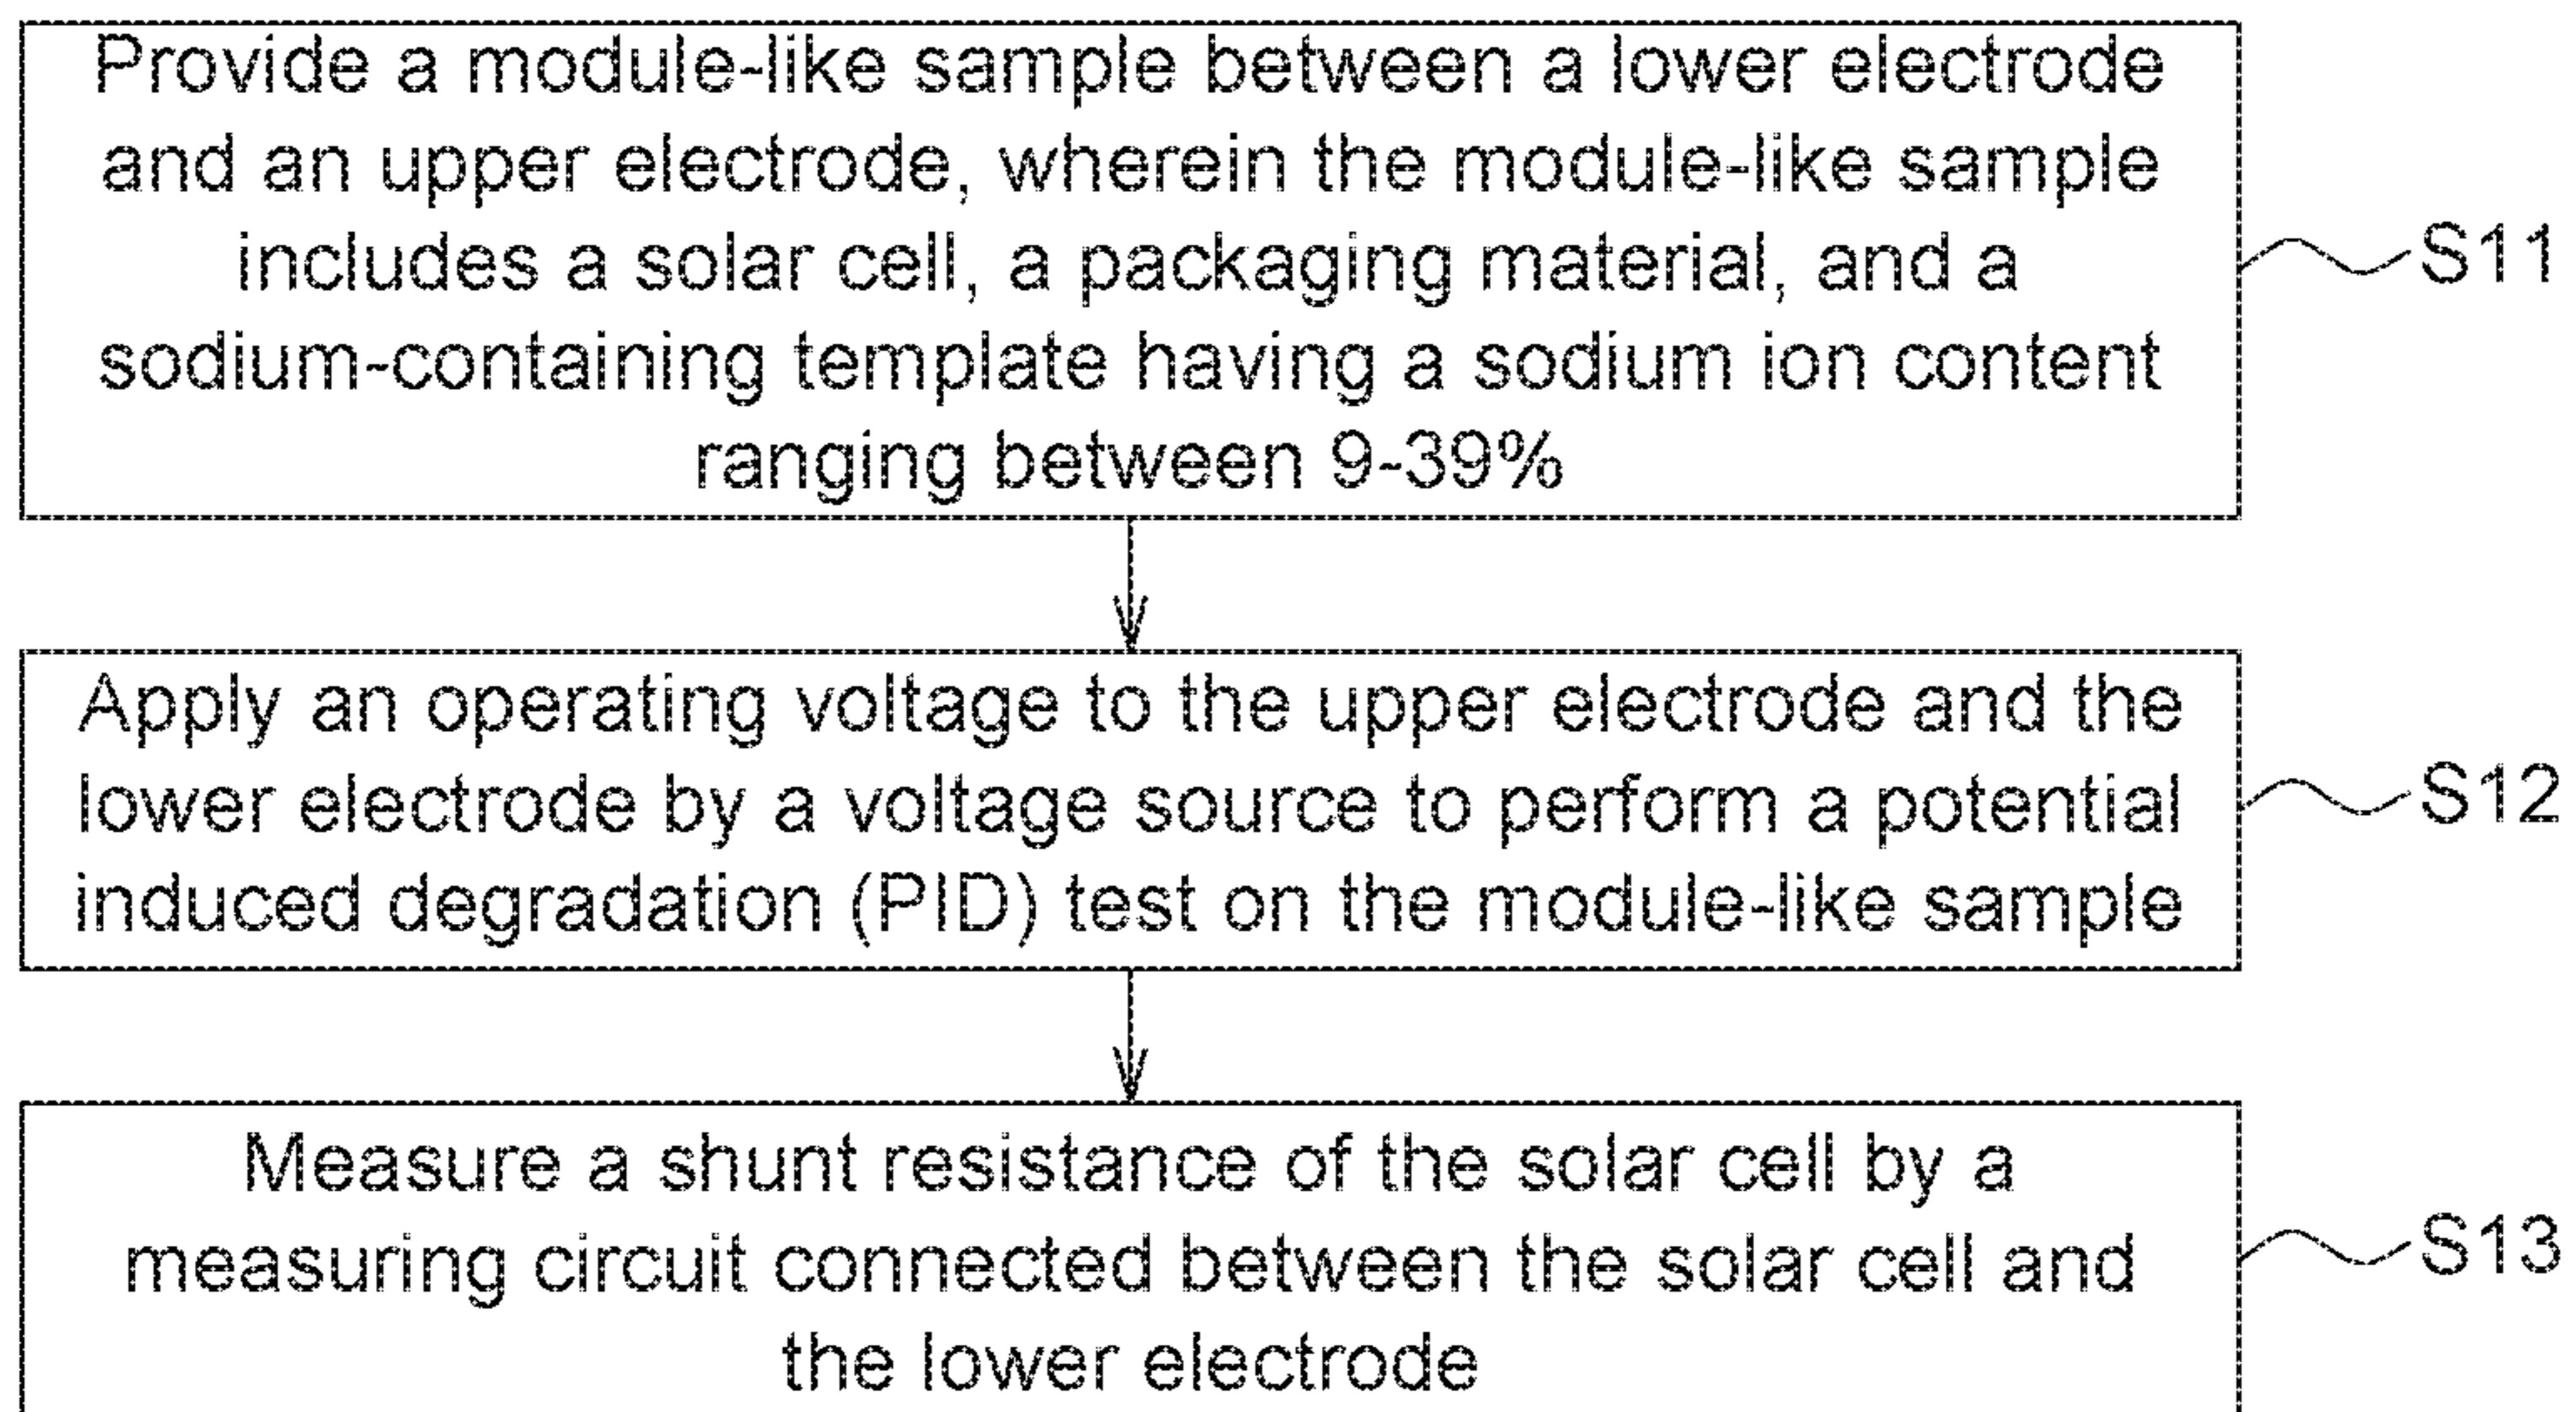 Provide a module-like sample between a lower electrode
and an upper electrode, wherein the module-like sample
includes a solar cell, a packaging material, and a
sodium-containing template having a sodium ion content
ranging between 9-39%
S11
Apply an operating voltage to the upper electrode and the
lower electrode by a voltage source to perform a potential
induced degradation (PID) test on the module-like sample
S12
Measure a shunt resistance of the solar cell by a
measuring circuit connected between the solar cell and
the lower electrode
S13